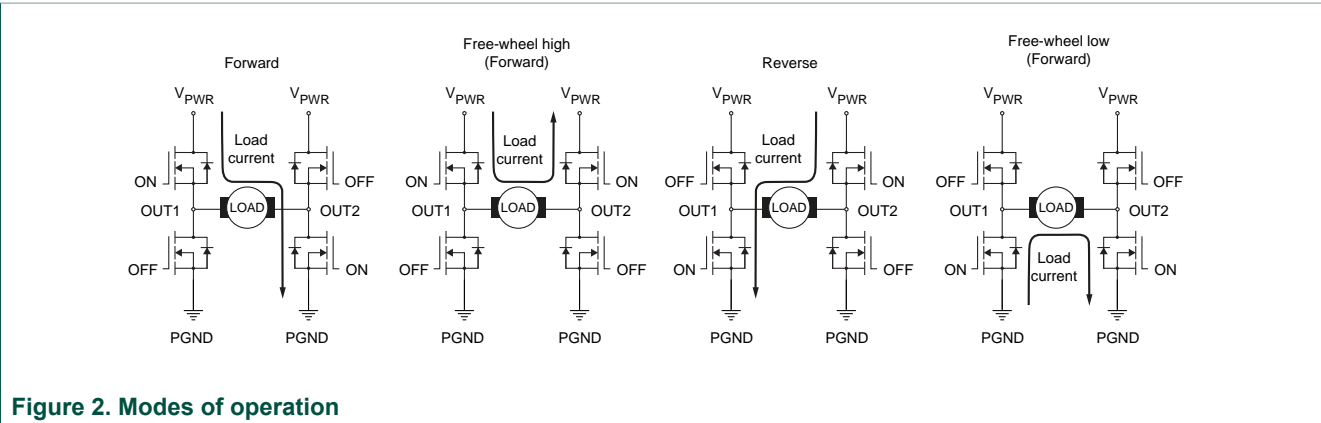 Forward
Free-wheel high
(Forward)
Reverse
Free-wheel low
(Forward)
VPWR VPWR
VPWR VPWR
VPWR VPWR
VPWR VPWR
Load
current
Load
current
Load
current
ON OFF
ON ON
OFF OFF
OFF OFF
OUT1 LOAD OUT2
OUT1 LOAD OUT2
OUT1 LOAD OUT2
OUT1 LOAD OUT2
OFF ON
OFF OFF
ON OFF
ON ON
Load
current
PGND PGND
PGND PGND
PGND PGND
PGND PGND
Figure 2. Modes of operation